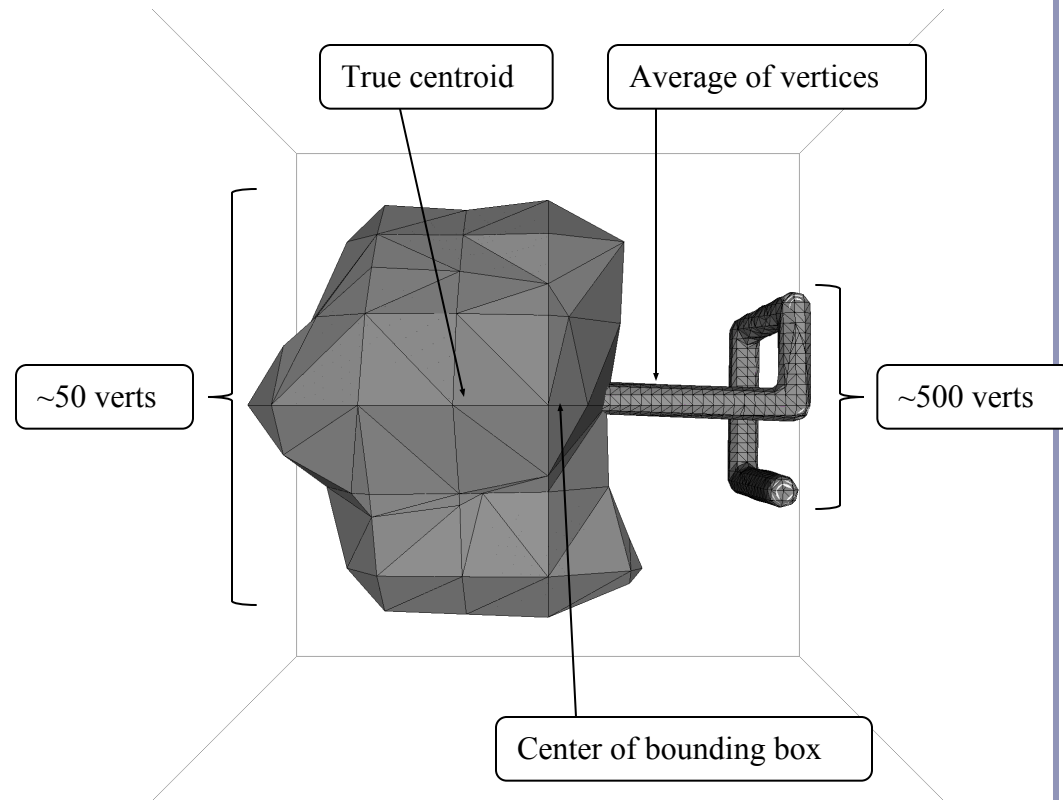 True centroid
Average of vertices
~50 verts
~500 verts
Center of bounding box